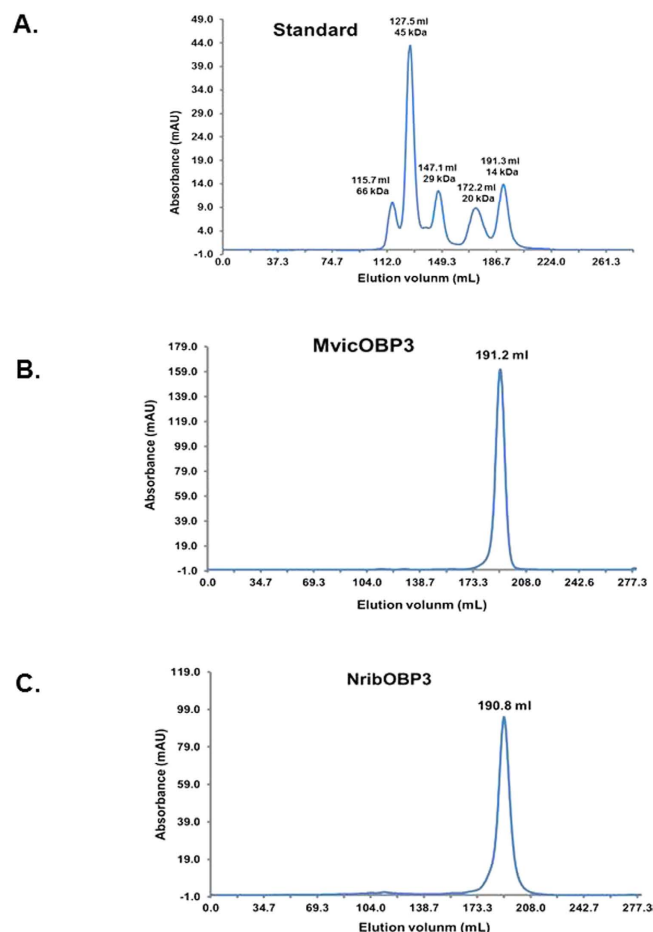 A.
Standard
49.0
44.0
39.0
34.0
29.0
24.0
19.0
14.0
9.0
4.0
-1.0
Absorbance (mAU)
127.5 ml
45 kDa
115.7 ml
66 kDa
147.1 ml
29 kDa
172.2 ml
20 kDa
191.3 ml
14 kDa
0.0 37.3 74.7 112.0 149.3 186.7 224.0 261.3
Elution volunm (mL)
B.
MvicOBP3
179.0
159.0
139.0
119.0
99.0
79.0
59.0
39.0
19.0
-1.0
Absorbance (mAU)
191.2 ml
0.0 34.7 69.3 104.0 138.7 173.3 208.0 242.6 277.3
Elution volunm (mL)
C.
NribOBP3
119.0
99.0
79.0
59.0
39.0
19.0
-1.0
Absorbance (mAU)
190.8 ml
0.0 34.7 69.3 104.0 138.7 173.3 208.0 242.6 277.3
Elution volunm (mL)